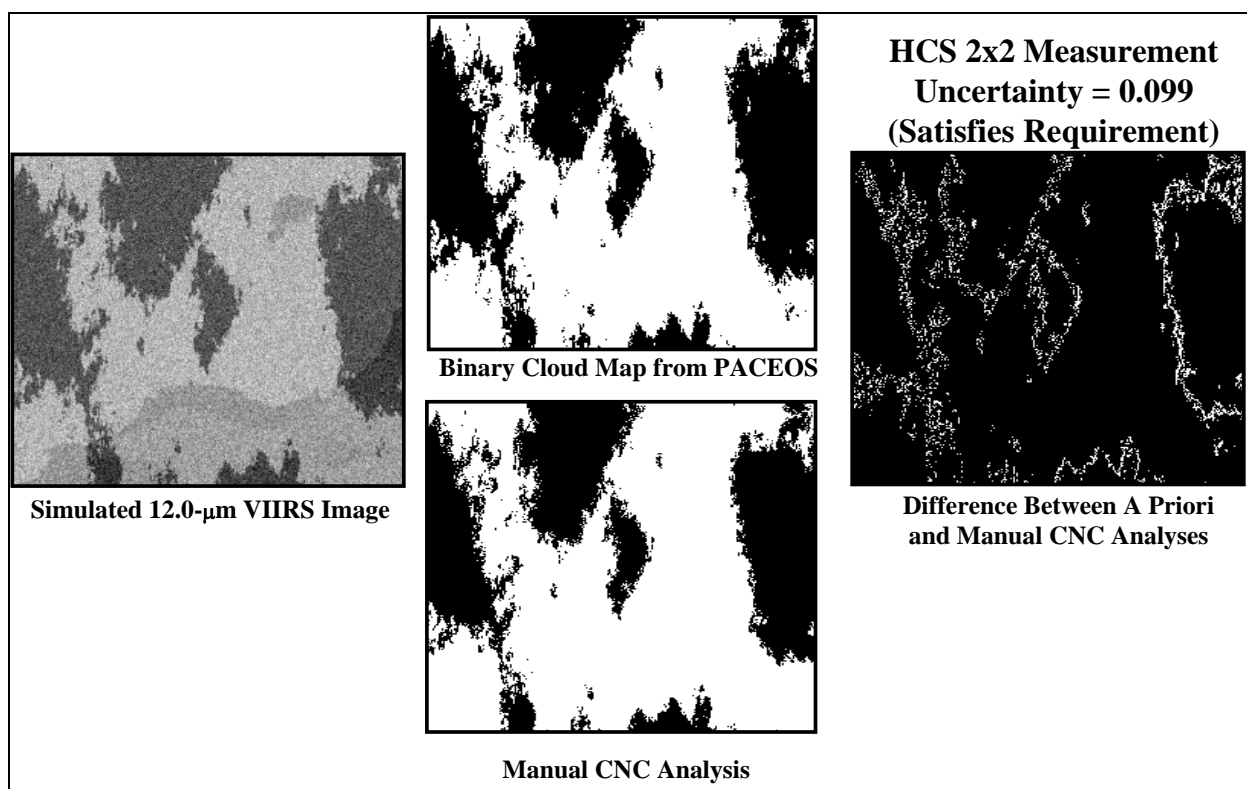 HCS 2x2 Measurement
Uncertainty = 0.099
(Satisfies Requirement)
Simulated 12.0-μm VIIRS Image
Binary Cloud Map from PACEOS
Manual CNC Analysis
Difference Between A Priori
and Manual CNC Analyses